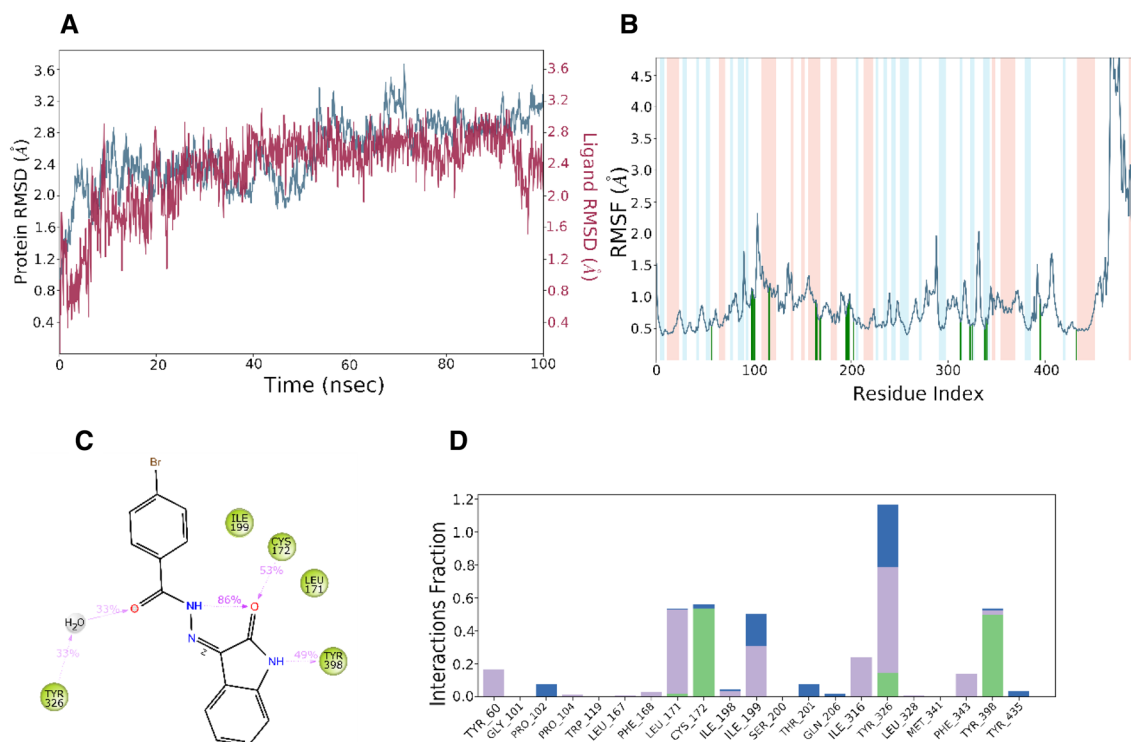 A
3.6
3.2
2.8
2.4
2.0
1.6
1.2
0.8
0.4
Protein RMSD (Å)
3.6
3.2
2.8
2.4
2.0
1.6
1.2
0.8
0.4
Ligand RMSD (Å)
0
20
40
60
80
100
Time (nsec)
B
4.5
4.0
3.5
3.0
2.5
2.0
1.5
1.0
0.5
RMSF (Å)
0
100
200
300
400
Residue Index
C
Br
ILE
199
CYS
172
LEU
171
53%
33%
86%
O
NH
O
H₂O
N
Z
33%
49%
NH
TYR
398
TYR
326
D
1.2
1.0
0.8
0.6
0.4
0.2
0.0
Interactions Fraction
TYR_60
GLY_101
PRO_102
PRO_104
TRP_119
LEU_167
PHE_168
LEU_171
CYS_172
ILE_198
ILE_199
SER_200
THR_201
GLN_206
ILE_316
TYR_326
LEU_328
MET_341
PHE_343
TYR_398
TYR_435